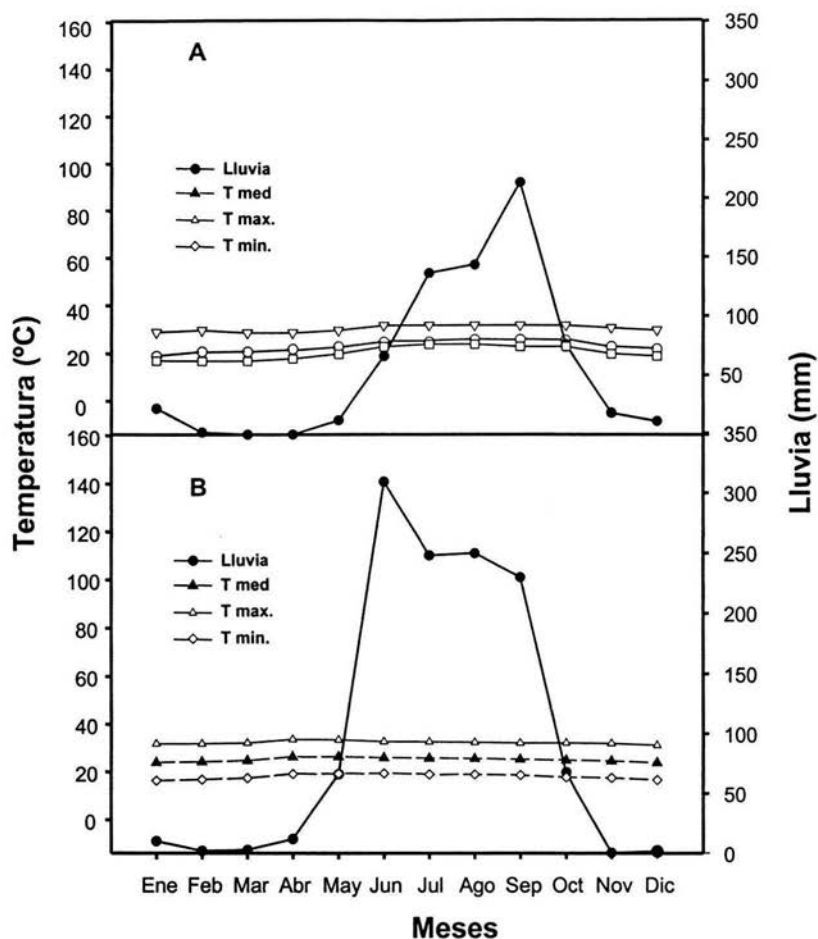 Temperatura (ºC)
160
140
120
100
80
60
40
20
0
A
Lluvia
T med
T max.
T min.
350
300
250
200
150
100
50
160
140
120
100
80
60
40
20
0
B
Lluvia
T med
T max.
T min.
350
300
250
200
150
100
50
0
Lluvia (mm)
Ene Feb Mar Abr May Jun Jul Ago Sep Oct Nov Dic
Meses